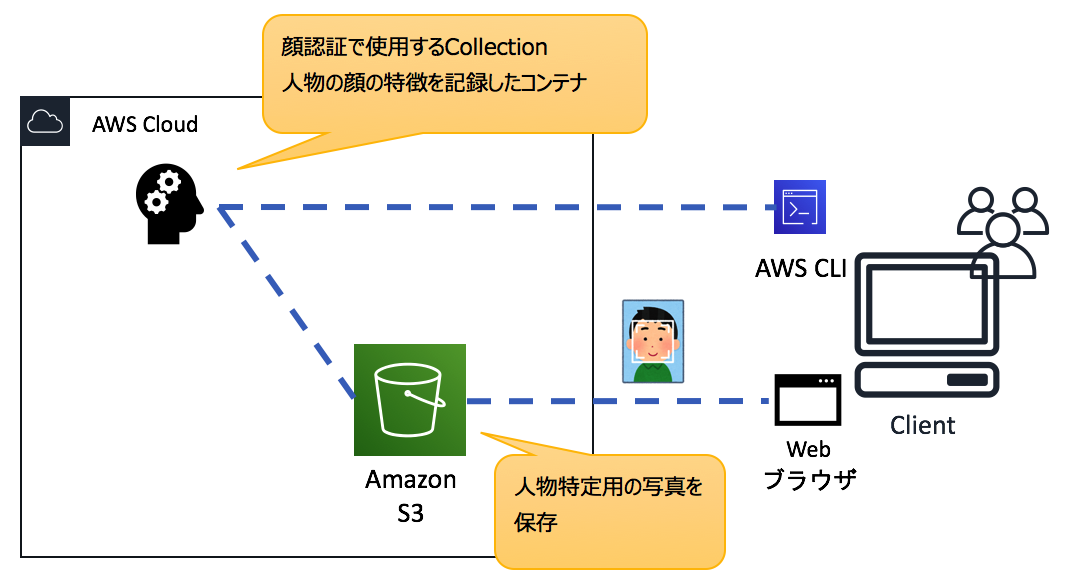 顔認証で使用するCollection
人物の顔の特徴を記録したコンテナ
AWS Cloud
AWS CLI
Amazon
S3
人物特定用の写真を
保存
Web
ブラウザ
Client